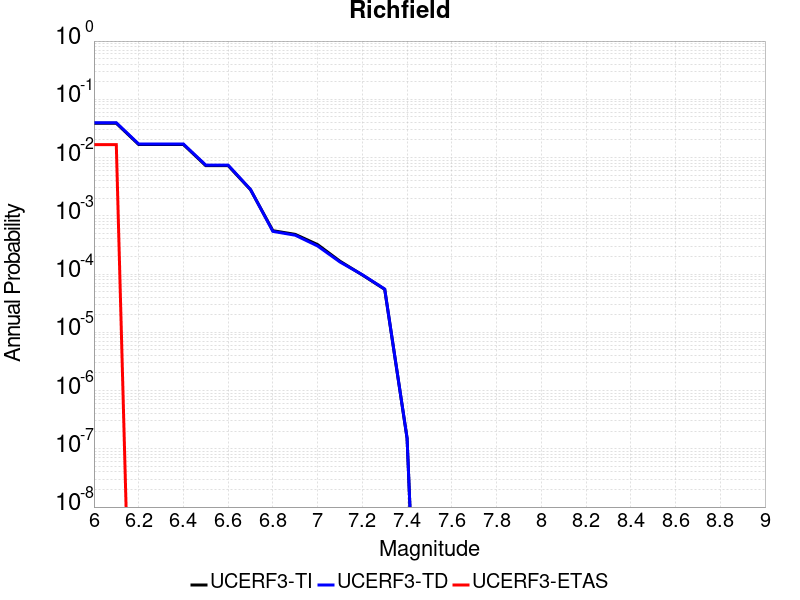 Richfield
10^0
10^-1
10^-2
10^-3
10^-4
10^-5
10^-6
10^-7
10^-8
Annual Probability
6 6.2 6.4 6.6 6.8 7 7.2 7.4 7.6 7.8 8 8.2 8.4 8.6 8.8 9
Magnitude
UCERF3-TI UCERF3-TD UCERF3-ETAS